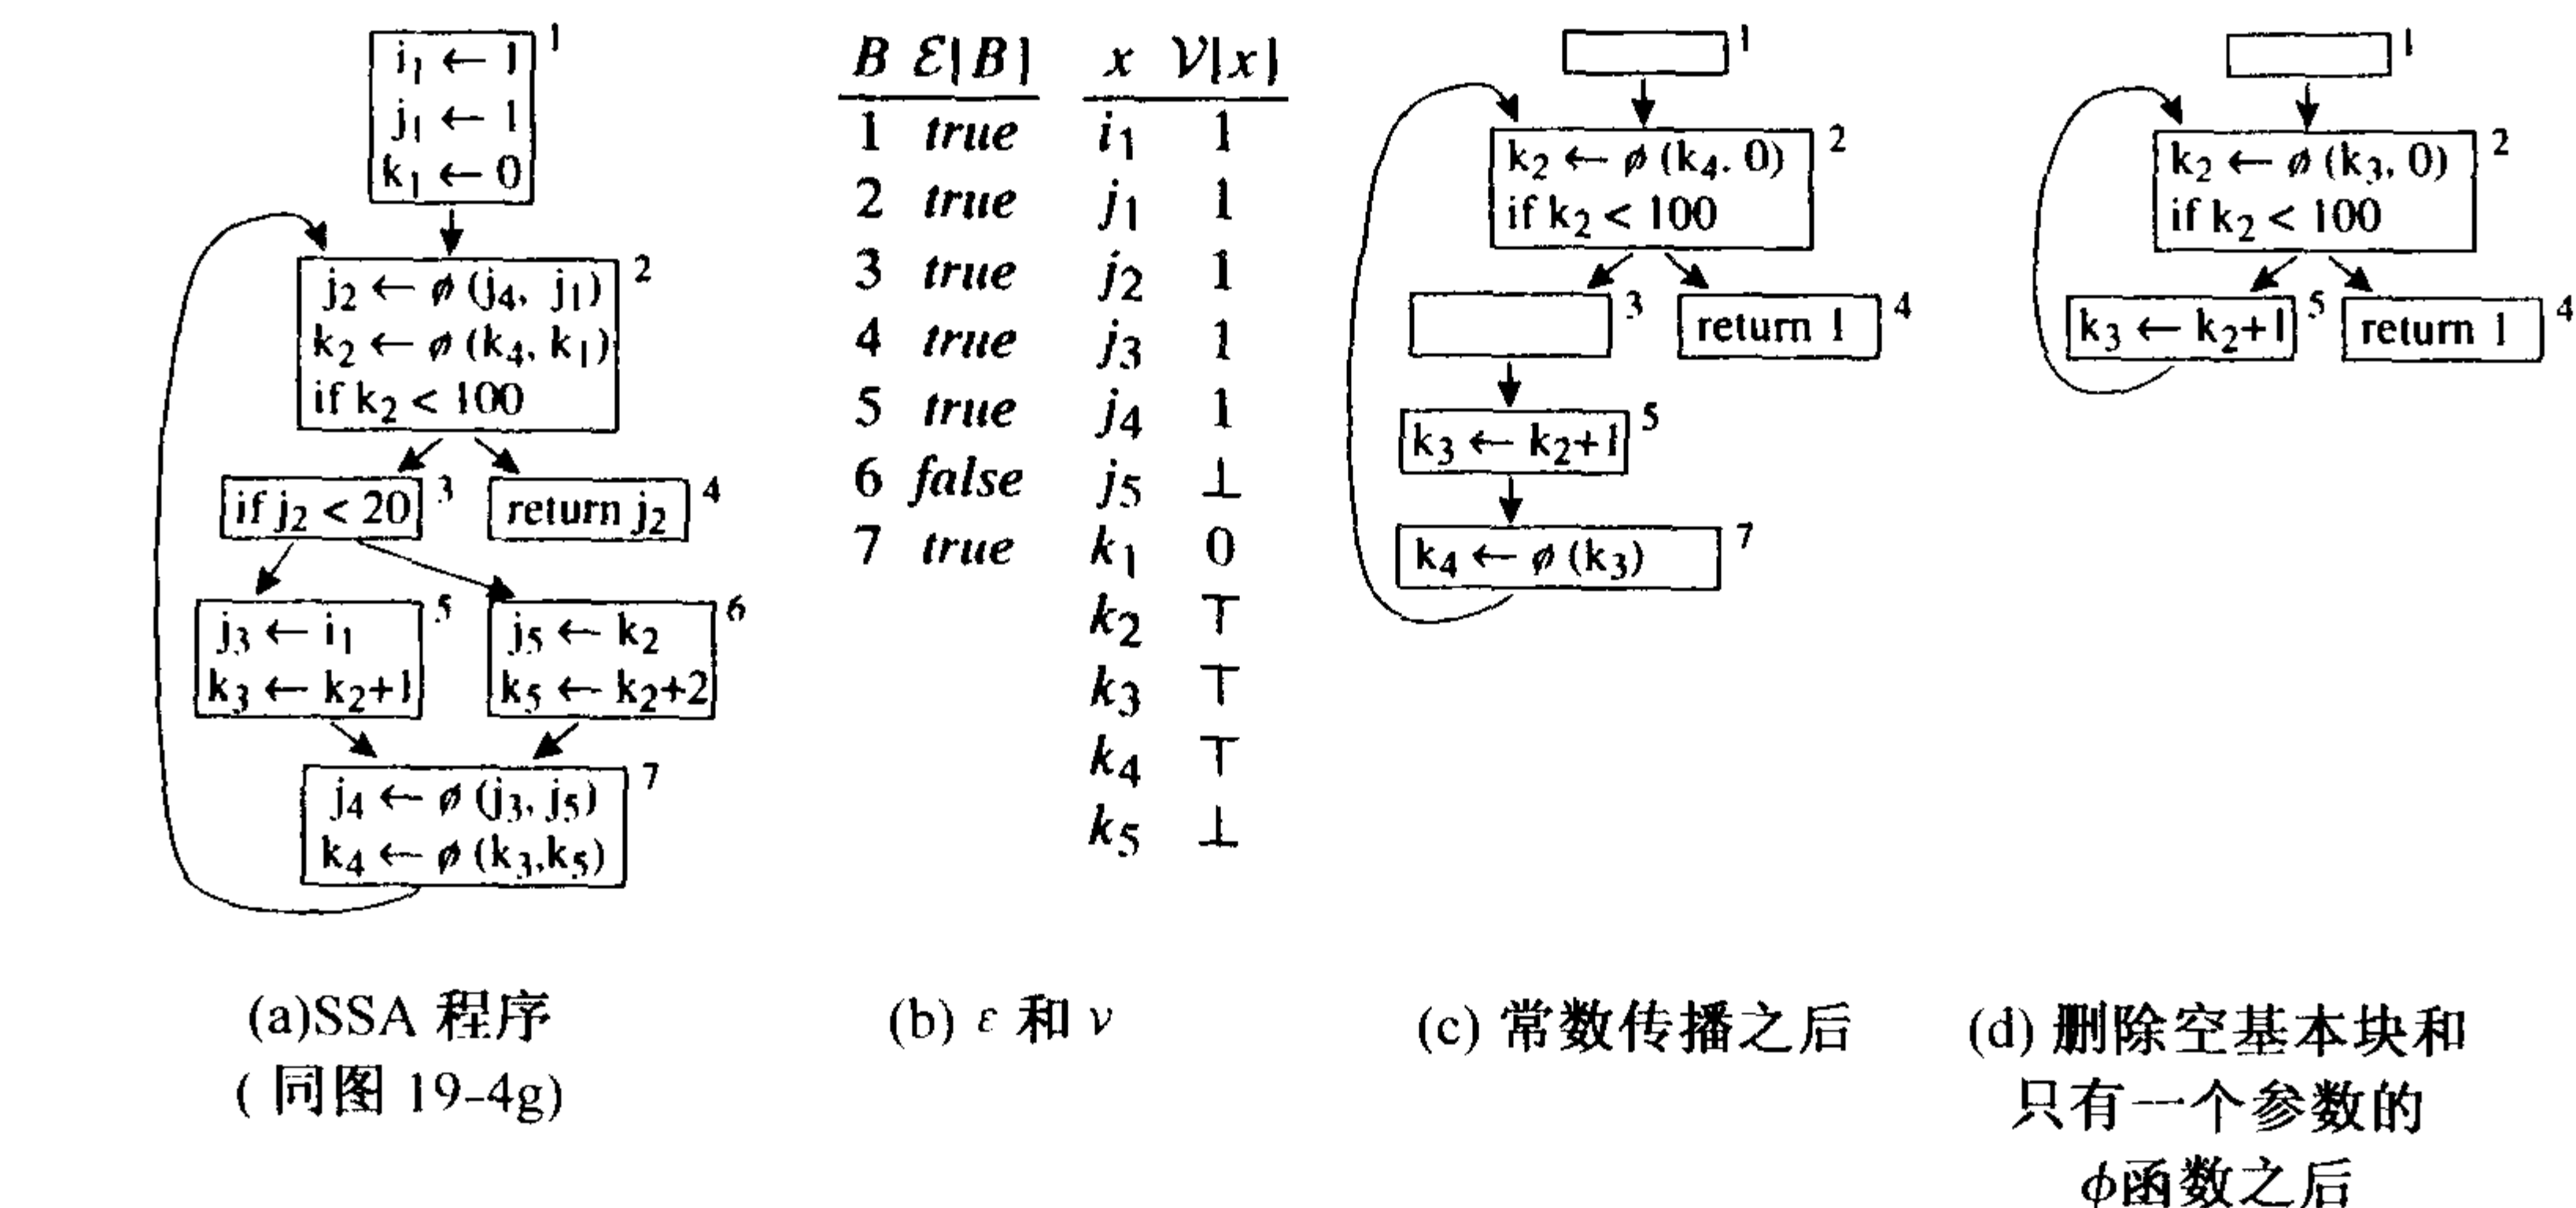 1
i₁ ← 1
j₁ ← 1
k₁ ← 0
2
j₂ ← ø (j₄, j₁)
k₂ ← ø (k₄, k₁)
if k₂ < 100
if j₂ < 20
3
return j₂
4
j₃ ← i₁
k₃ ← k₂+1
5
j₅ ← k₂
k₅ ← k₂+2
6
j₄ ← ø (j₃, j₅)
k₄ ← ø (k₃,k₅)
7
(a)SSA 程序
( 同图 19-4g)
B ℰ|B| x 𝒱|x|
1 true i₁ 1
2 true j₁ 1
3 true j₂ 1
4 true j₃ 1
5 true j₄ 1
6 false j₅ ⊥
7 true k₁ 0
k₂ ⊤
k₃ ⊤
k₄ ⊤
k₅ ⊥
(b) ε 和 ν
1
k₂ ← ø (k₄. 0)
if k₂ < 100
2
3
return 1
4
k₃ ← k₂+1
5
k₄ ← ø (k₃)
7
(c) 常数传播之后
1
k₂ ← ø (k₃, 0)
if k₂ < 100
2
k₃ ← k₂+1
5
return 1
4
(d) 删除空基本块和
只有一个参数的
ϕ函数之后